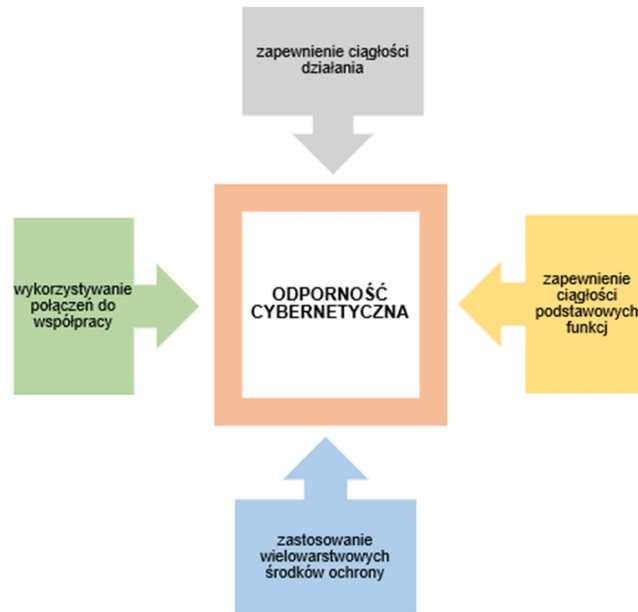 zapewnienie ciągłości
działania
wykorzystywanie
połączeń do
współpracy
ODPORNOŚĆ
CYBERNETYCZNA
zapewnienie
ciągłości
podstawowych
funkcj
zastosowanie
wielowarstwowych
środków ochrony